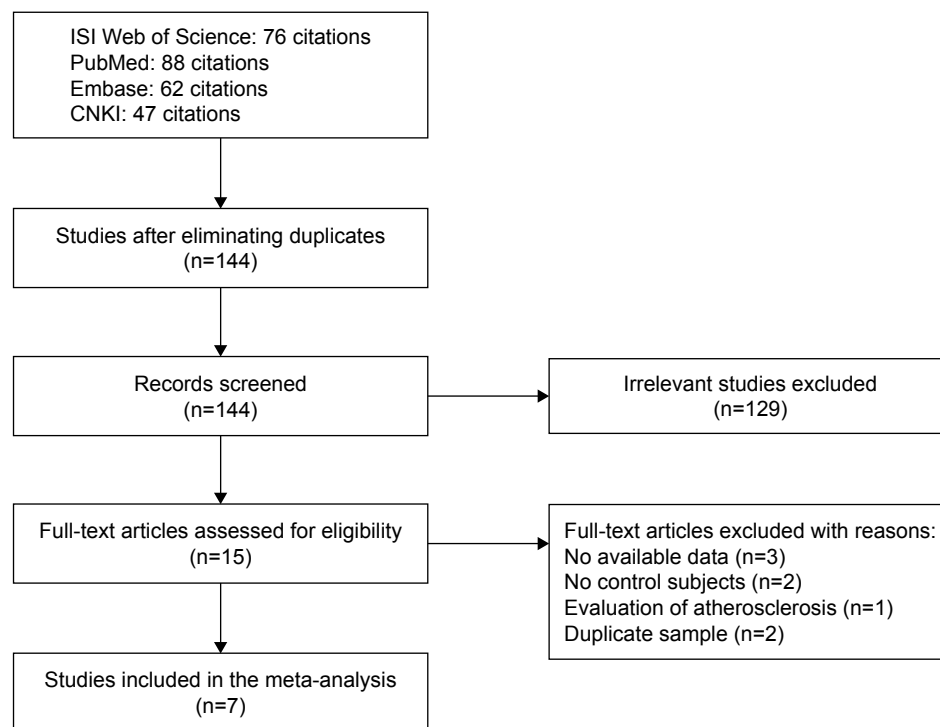 ISI Web of Science: 76 citations
PubMed: 88 citations
Embase: 62 citations
CNKI: 47 citations
Studies after eliminating duplicates
(n=144)
Records screened
(n=144)
Irrelevant studies excluded
(n=129)
Full-text articles assessed for eligibility
(n=15)
Full-text articles excluded with reasons:
No available data (n=3)
No control subjects (n=2)
Evaluation of atherosclerosis (n=1)
Duplicate sample (n=2)
Studies included in the meta-analysis
(n=7)